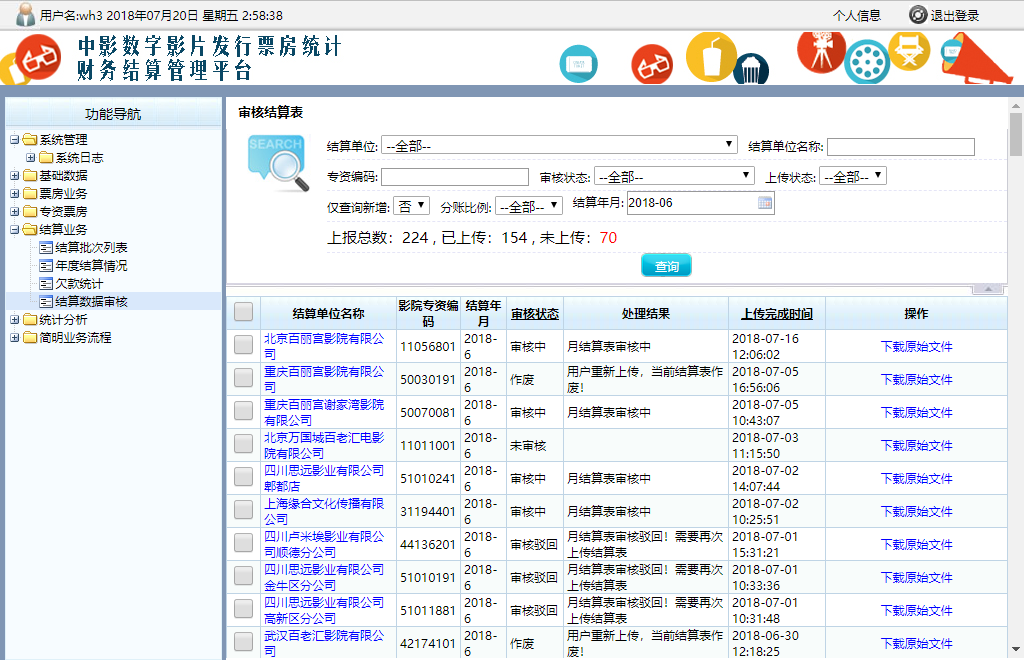 用户名:wh3 2018年07月20日 星期五 2:58:38 个人信息 退出登录
中影数字影片发行票房统计
财务结算管理平台
功能导航
系统管理
系统日志
基础数据
票房业务
专资票房
结算业务
结算批次列表
年度结算情况
欠款统计
结算数据审核
统计分析
简明业务流程
审核结算表
SEARCH
结算单位: --全部-- 结算单位名称:
专资编码: 审核状态: --全部-- 上传状态: --全部--
仅查询新增: 否 分账比例: --全部-- 结算年月: 2018-06
上报总数：224 , 已上传：154 , 未上传：70
查询
结算单位名称 影院专资编码 结算年月 审核状态 处理结果 上传完成时间 操作
北京百丽宫影院有限公司 11056801 2018-6 审核中 月结算表审核中 2018-07-16 12:06:02 下载原始文件
重庆百丽宫影院有限公司 50030191 2018-6 作废 用户重新上传，当前结算表作废！ 2018-07-05 16:56:06 下载原始文件
重庆百丽宫谢家湾影院有限公司 50070081 2018-6 审核中 月结算表审核中 2018-07-05 10:43:07 下载原始文件
北京万国城百老汇电影院有限公司 11011001 2018-6 未审核 2018-07-03 11:15:50 下载原始文件
四川思远影业有限公司郫都店 51010241 2018-6 审核中 月结算表审核中 2018-07-02 14:07:44 下载原始文件
上海缘合文化传播有限公司 31194401 2018-6 审核中 月结算表审核中 2018-07-02 10:25:51 下载原始文件
四川卢米埃影业有限公司顺德分公司 44136201 2018-6 审核驳回 月结算表审核驳回！需要再次上传结算表 2018-07-01 15:31:21 下载原始文件
四川思远影业有限公司金牛区分公司 51010191 2018-6 审核驳回 月结算表审核驳回！需要再次上传结算表 2018-07-01 10:33:36 下载原始文件
四川思远影业有限公司高新区分公司 51011881 2018-6 审核驳回 月结算表审核驳回！需要再次上传结算表 2018-07-01 10:31:48 下载原始文件
武汉百老汇影院有限公司 42174101 2018-6 作废 用户重新上传，当前结算表作废！ 2018-06-30 12:18:25 下载原始文件